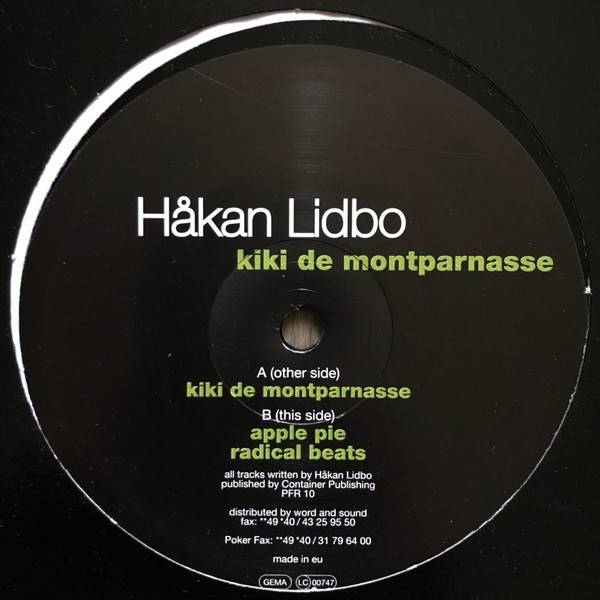 Håkan Lidbo
kiki de montparnasse
A (other side)
kiki de montparnasse
B (this side)
apple pie
radical beats
all tracks written by Håkan Lidbo
published by Container Publishing
PFR 10
distributed by word and sound
fax: **49 *40 / 43 25 95 50
Poker Fax: **49 *40 / 31 79 64 00
made in eu
GEMA LC 00747